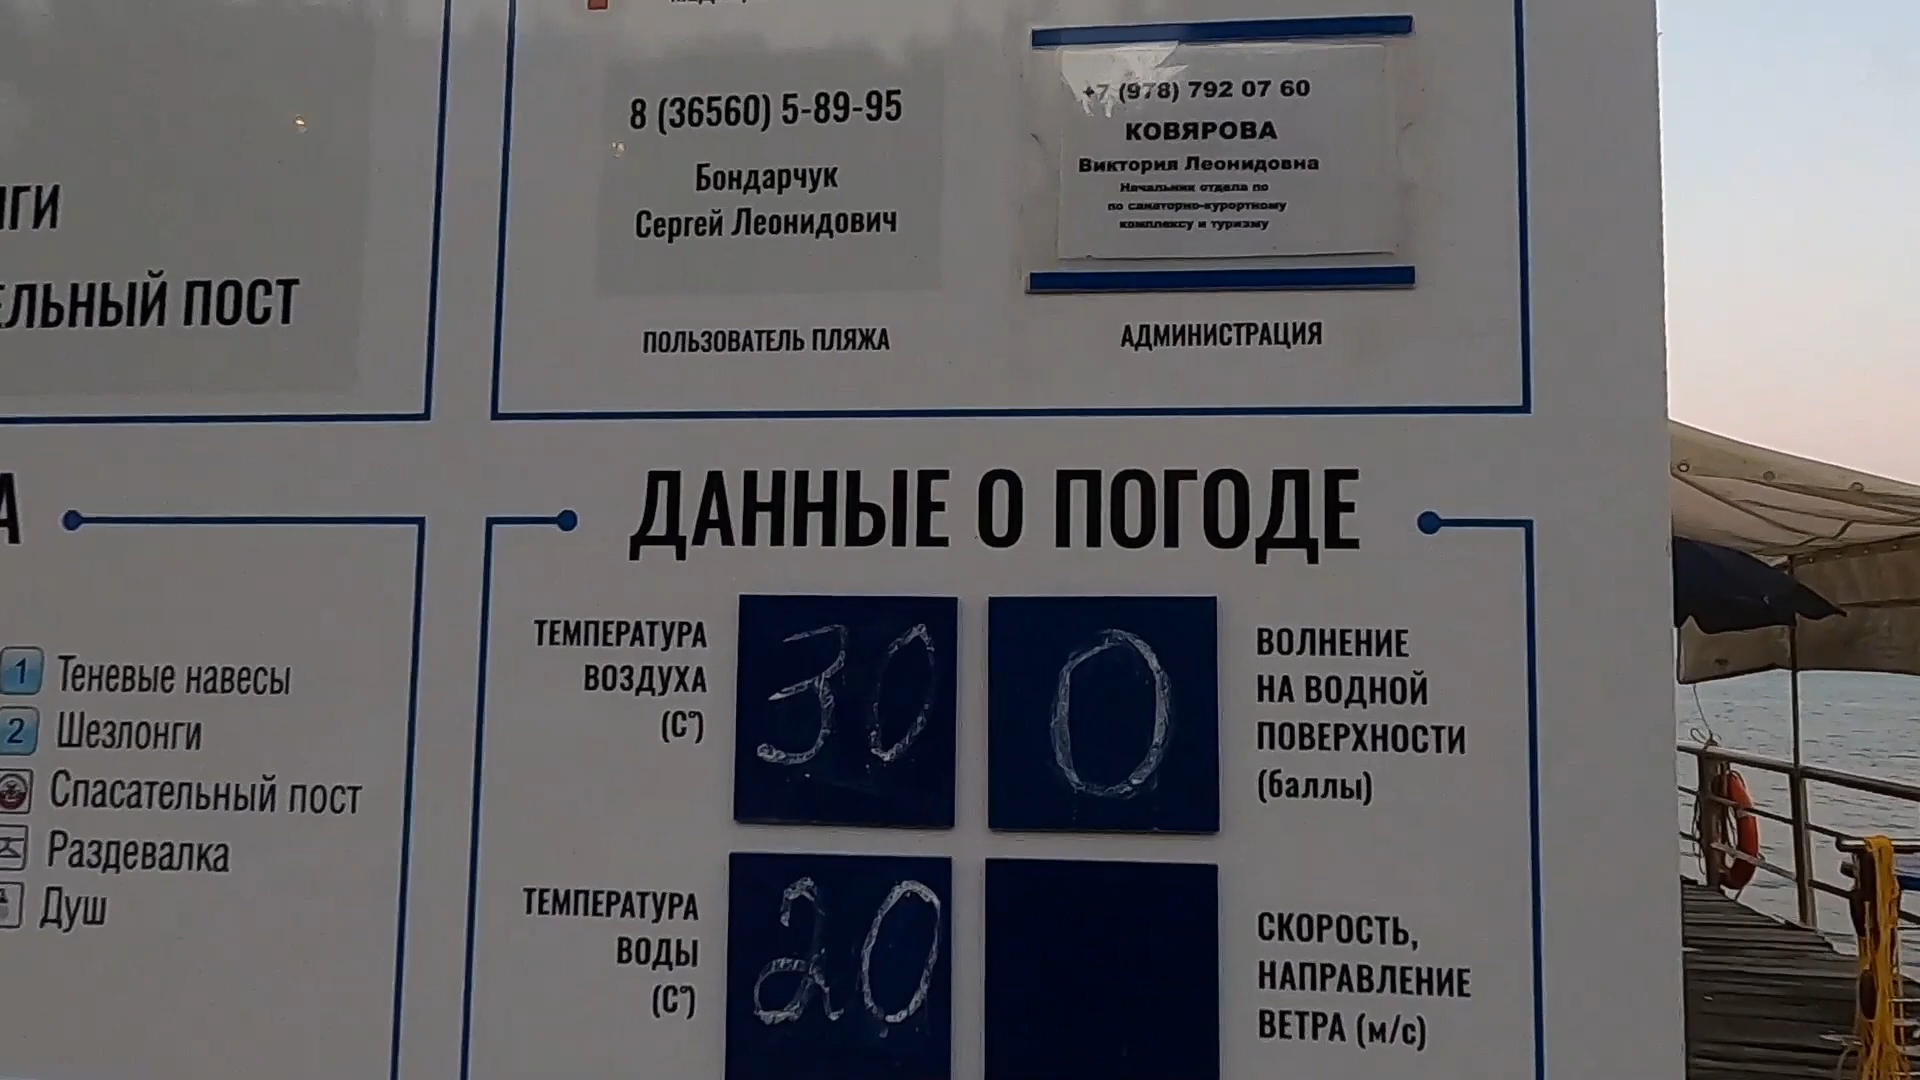 8 (36560) 5-89-95
Бондарчук
Сергей Леонидович
ПОЛЬЗОВАТЕЛЬ ПЛЯЖА
+7 (978) 792 07 60
КОВЯРОВА
Виктория Леонидовна
Начальник отдела по
по санаторно-курортному
комплексу и туризму
АДМИНИСТРАЦИЯ
ПОСТ
1 Теневые навесы
2 Шезлонги
Спасательный пост
Раздевалка
Душ
ДАННЫЕ О ПОГОДЕ
ТЕМПЕРАТУРА
ВОЗДУХА
(C°)
30
0
ВОЛНЕНИЕ
НА ВОДНОЙ
ПОВЕРХНОСТИ
(баллы)
ТЕМПЕРАТУРА
ВОДЫ
(C°)
20
СКОРОСТЬ,
НАПРАВЛЕНИЕ
ВЕТРА (м/с)